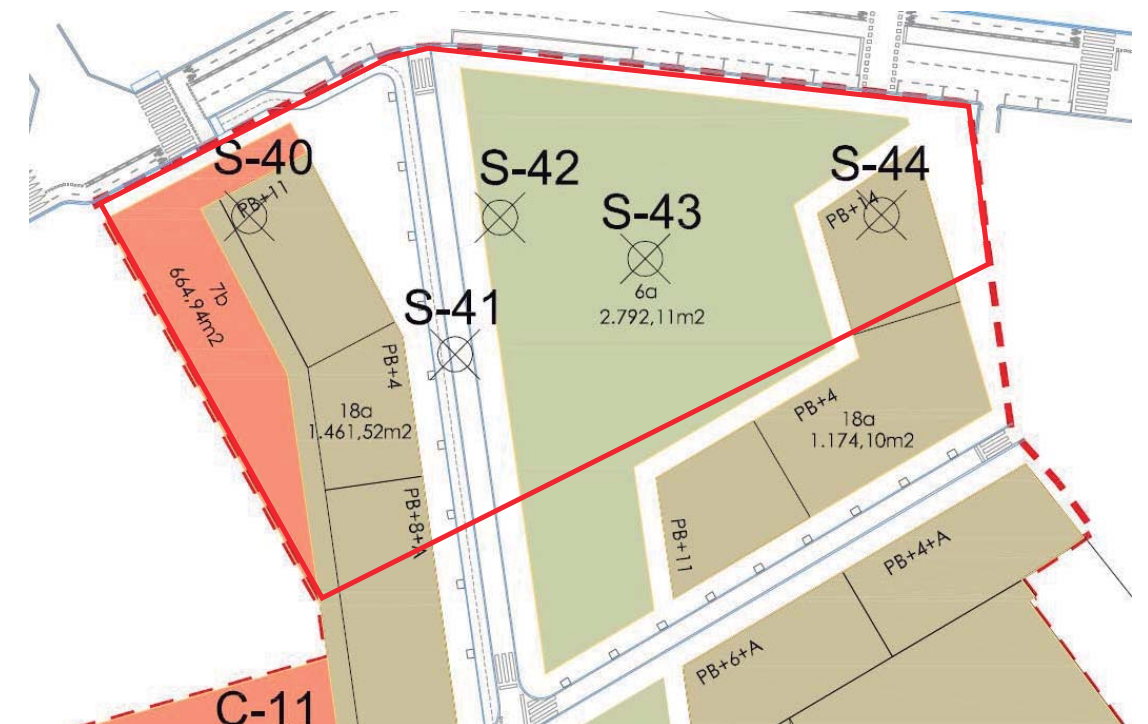 S-40
S-42
S-44
PB+11
S-43
PB+14
7b
664,94m2
6a
2.792,11m2
S-41
PB+4
18a
1.461,52m2
PB+4
18a
1.174,10m2
PB+8+A
PB+11
PB+4+A
PB+6+A
C-11